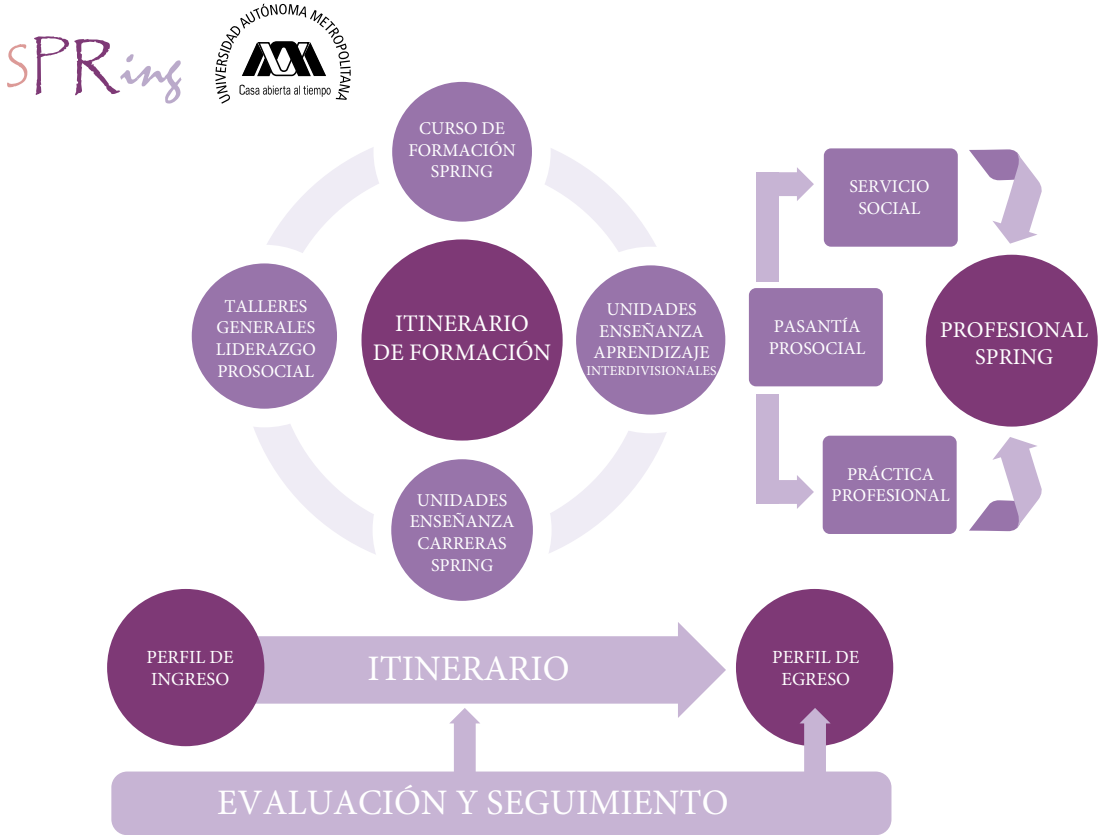 sPRing
UNIVERSIDAD AUTÓNOMA METROPOLITANA
Casa abierta al tiempo
CURSO DE
FORMACIÓN
SPRING
TALLERES
GENERALES
LIDERAZGO
PROSOCIAL
ITINERARIO
DE FORMACIÓN
UNIDADES
ENSEÑANZA
APRENDIZAJE
INTERDIVISIONALES
UNIDADES
ENSEÑANZA
CARRERAS
SPRING
SERVICIO
SOCIAL
PASANTÍA
PROSOCIAL
PRÁCTICA
PROFESIONAL
PROFESIONAL
SPRING
PERFIL DE
INGRESO
ITINERARIO
PERFIL DE
EGRESO
EVALUACIÓN Y SEGUIMIENTO